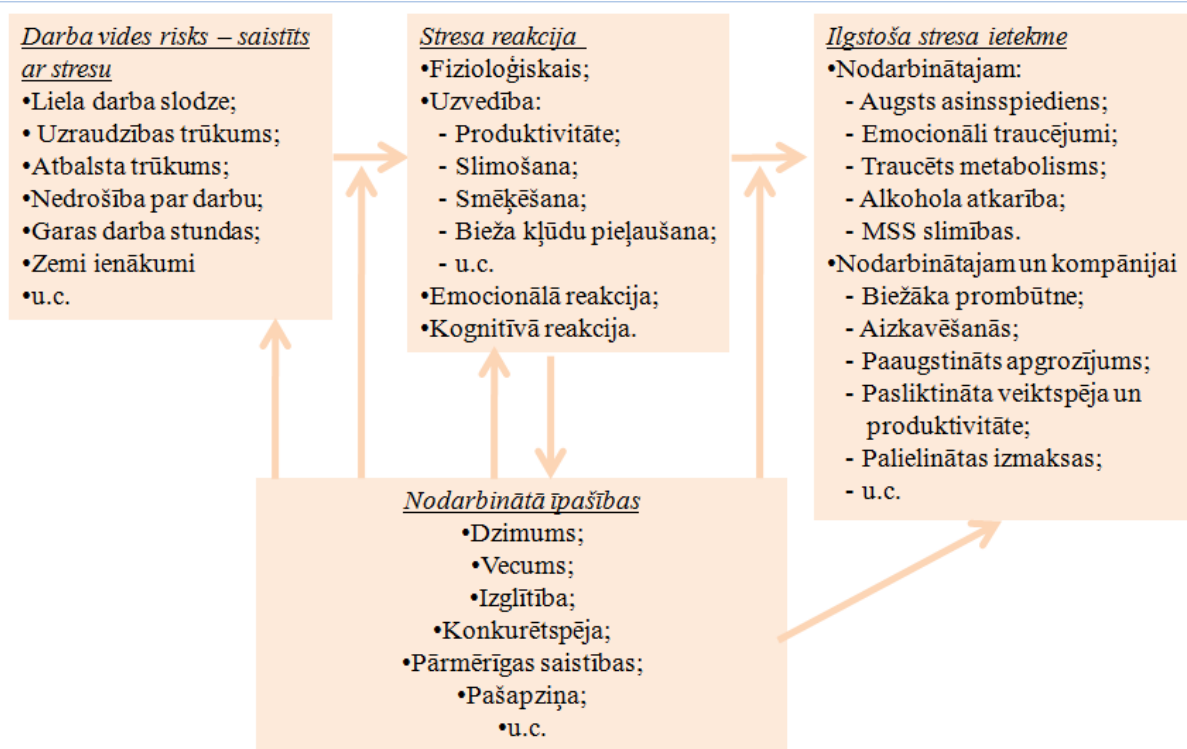 Darba vides risks – saistīts
ar stresu
•Liela darba slodze;
• Uzraudzības trūkums;
•Atbalsta trūkums;
•Nedrošība par darbu;
•Garas darba stundas;
•Zemi ienākumi
•u.c.
Stresa reakcija
•Fizioloģiskais;
•Uzvedība:
- Produktivitāte;
- Slimošana;
- Smēķēšana;
- Bieža kļūdu pieļaušana;
- u.c.
•Emocionālā reakcija;
•Kognitīvā reakcija.
Ilgstoša stresa ietekme
•Nodarbinātajam:
- Augsts asinsspiediens;
- Emocionāli traucējumi;
- Traucēts metabolisms;
- Alkohola atkarība;
- MSS slimības.
•Nodarbinātajam un kompānijai
- Biežāka prombūtne;
- Aizkavēšanās;
- Paaugstināts apgrozījums;
- Pasliktināta veiktspēja un
produktivitāte;
- Palielinātas izmaksas;
- u.c.
Nodarbinātā īpašības
•Dzimums;
•Vecums;
•Izglītība;
•Konkurētspēja;
•Pārmērīgas saistības;
•Pašapziņa;
•u.c.